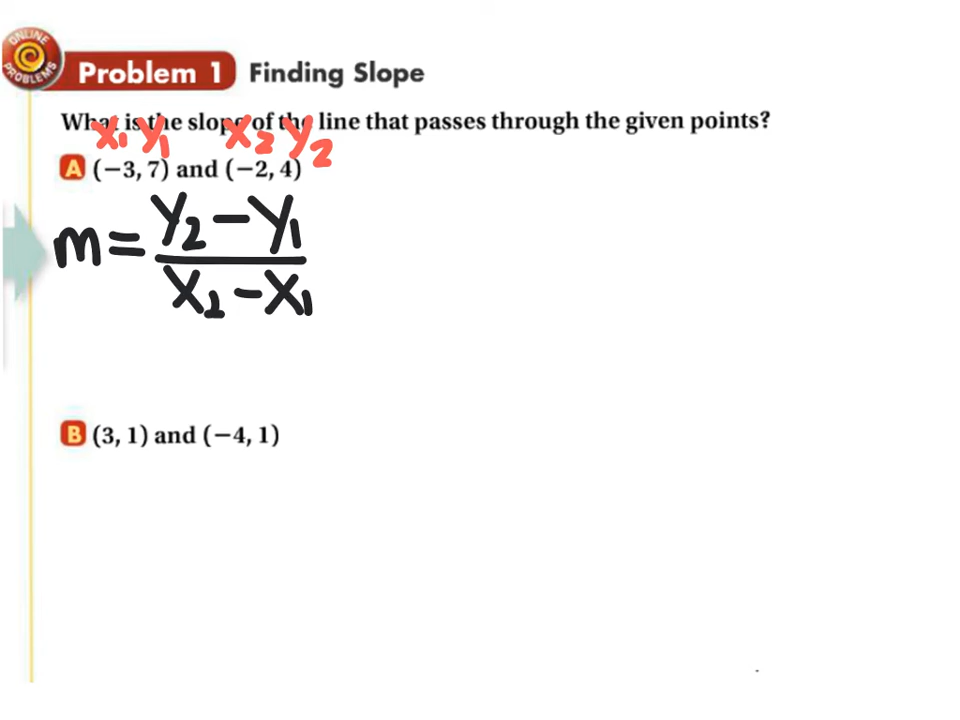 ONLINE PROBLEMS
Problem 1 Finding Slope
What is the slope of the line that passes through the given points?
x₁ y₁ x₂ y₂
A (−3, 7) and (−2, 4)
m = y₂ − y₁
x₂ − x₁
B (3, 1) and (−4, 1)